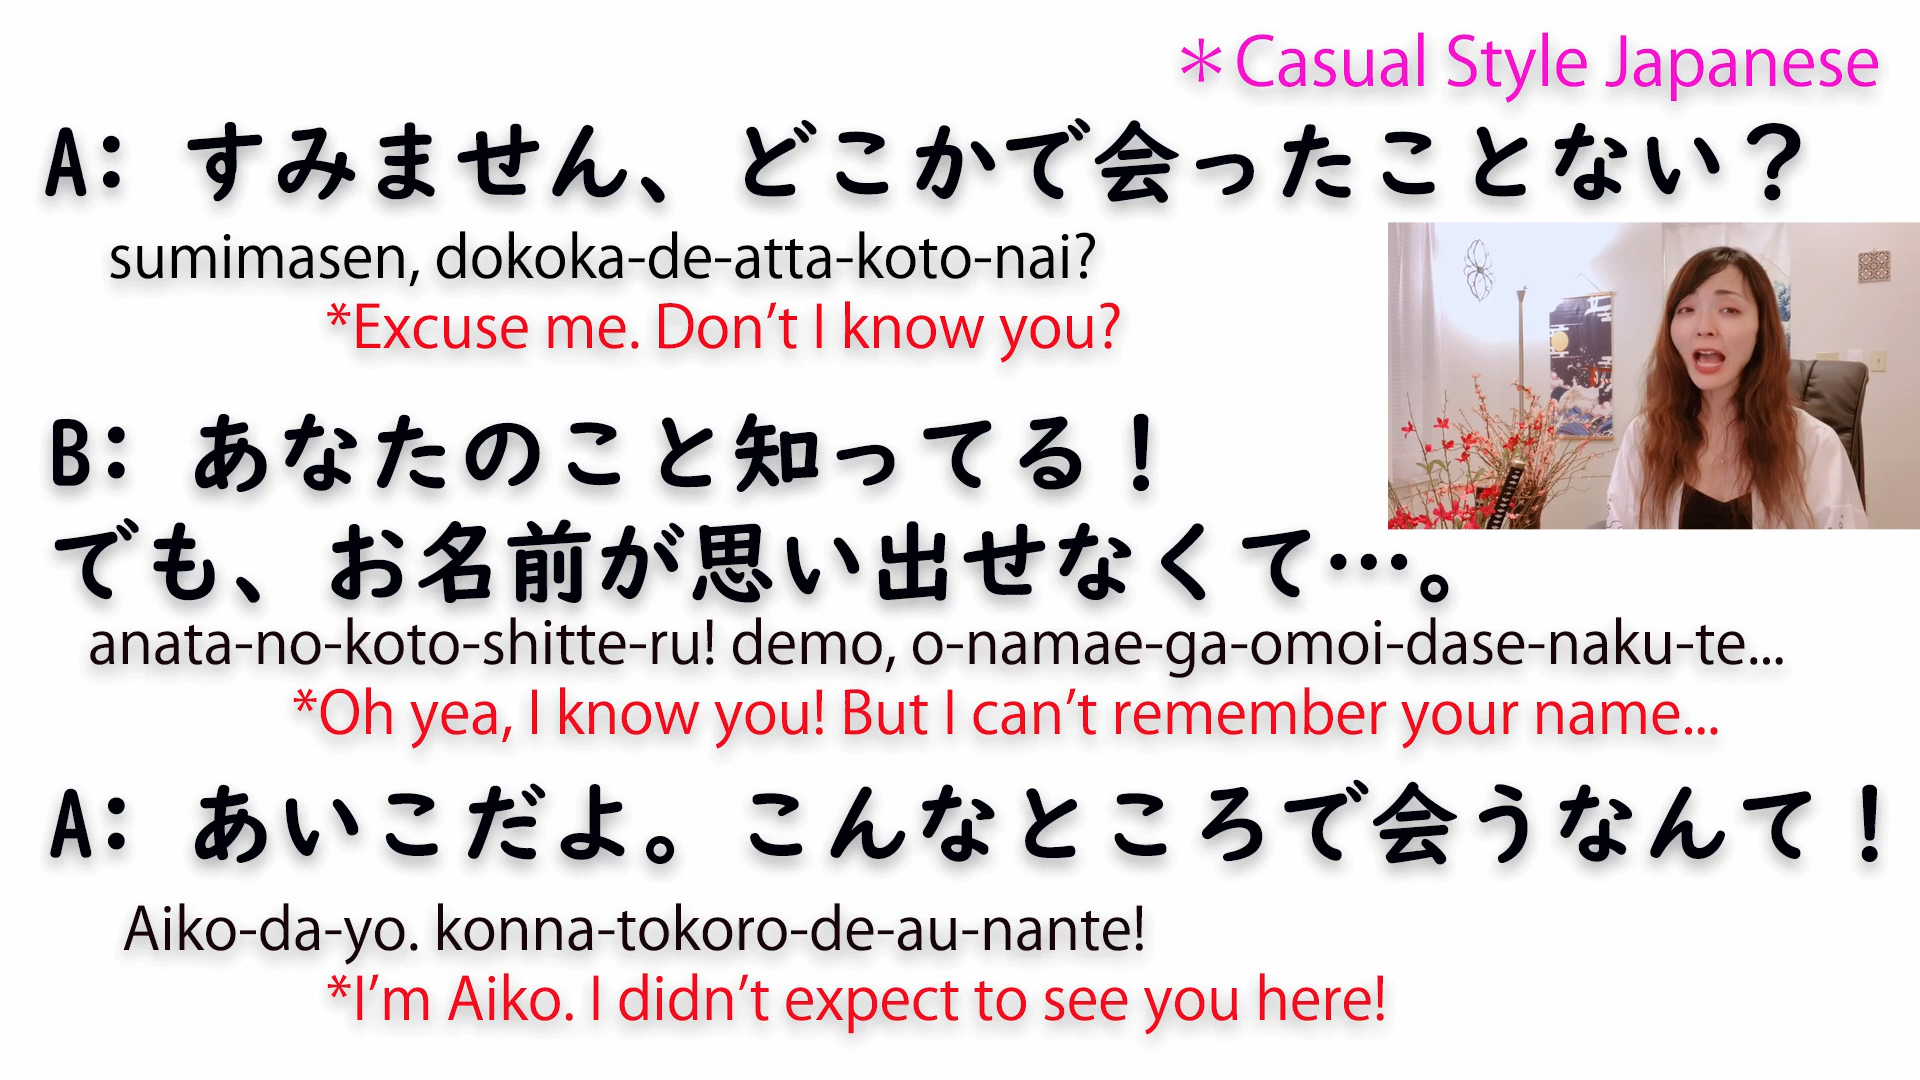 ＊Casual Style Japanese
A: すみません、どこかで会ったことない？
sumimasen, dokoka-de-atta-koto-nai?
*Excuse me. Don't I know you?
B: あなたのこと知ってる！
でも、お名前が思い出せなくて…。
anata-no-koto-shitte-ru! demo, o-namae-ga-omoi-dase-naku-te...
*Oh yea, I know you! But I can't remember your name...
A: あいこだよ。こんなところで会うなんて！
Aiko-da-yo. konna-tokoro-de-au-nante!
*I'm Aiko. I didn't expect to see you here!